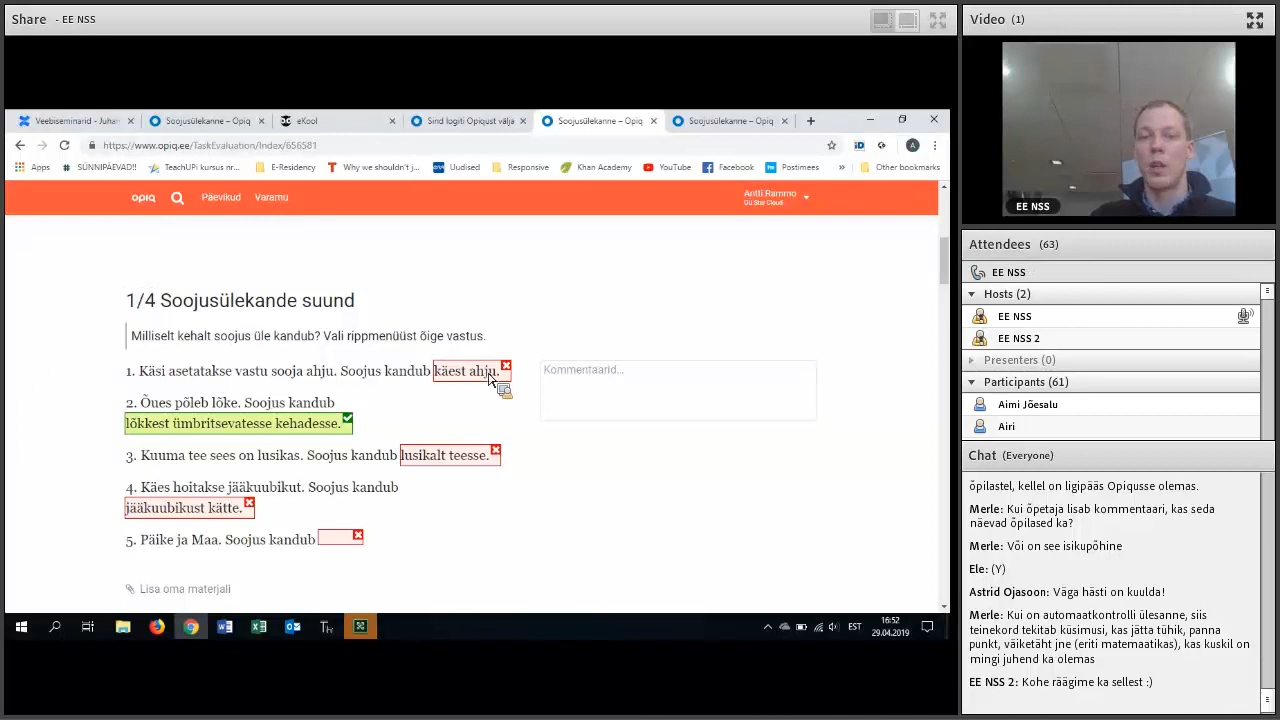 Share - EE NSS
Video (1)
Veebiseminarid - Juhan
Soojusülekanne – Opiq
eKool
Sind logiti Opiqust välja
Soojusülekanne – Opiq
Soojusülekanne – Opiq
https://www.opiq.ee/TaskEvaluation/Index/656581
Apps
SÜNNIPÄEVAD!!
TeachUPi kursus nr...
E-Residency
Why we shouldn't j...
Uudised
Responsive
Khan Academy
YouTube
Facebook
Postimees
»
Other bookmarks
opiq
Päevikud
Varamu
Antti Rammo
OÜ Star Cloud
1/4 Soojusülekande suund
Milliselt kehalt soojus üle kandub? Vali rippmenüüst õige vastus.
1. Käsi asetatakse vastu sooja ahju. Soojus kandub käest ahju.
Kommentaarid...
2. Õues põleb lõke. Soojus kandub
lõkkest ümbritsevatesse kehadesse.
3. Kuuma tee sees on lusikas. Soojus kandub lusikalt teesse.
4. Käes hoitakse jääkuubikut. Soojus kandub
jääkuubikust kätte.
5. Päike ja Maa. Soojus kandub
Lisa oma materjali
EST
16:52
29.04.2019
EE NSS
Attendees (63)
EE NSS
Hosts (2)
EE NSS
EE NSS 2
Presenters (0)
Participants (61)
Aimi Jõesalu
Airi
Chat (Everyone)
õpilastel, kellel on ligipääs Opiqusse olemas.
Merle: Kui õpetaja lisab kommentaari, kas seda
näevad õpilased ka?
Merle: Või on see isikupõhine
Ele: (Y)
Astrid Ojasoon: Väga hästi on kuulda!
Merle: Kui on automaatkontrolli ülesanne, siis
teinekord tekitab küsimusi, kas jätta tühik, panna
punkt, väiketäht jne (eriti matemaatikas), kas kuskil on
mingi juhend ka olemas
EE NSS 2: Kohe räägime ka sellest :)